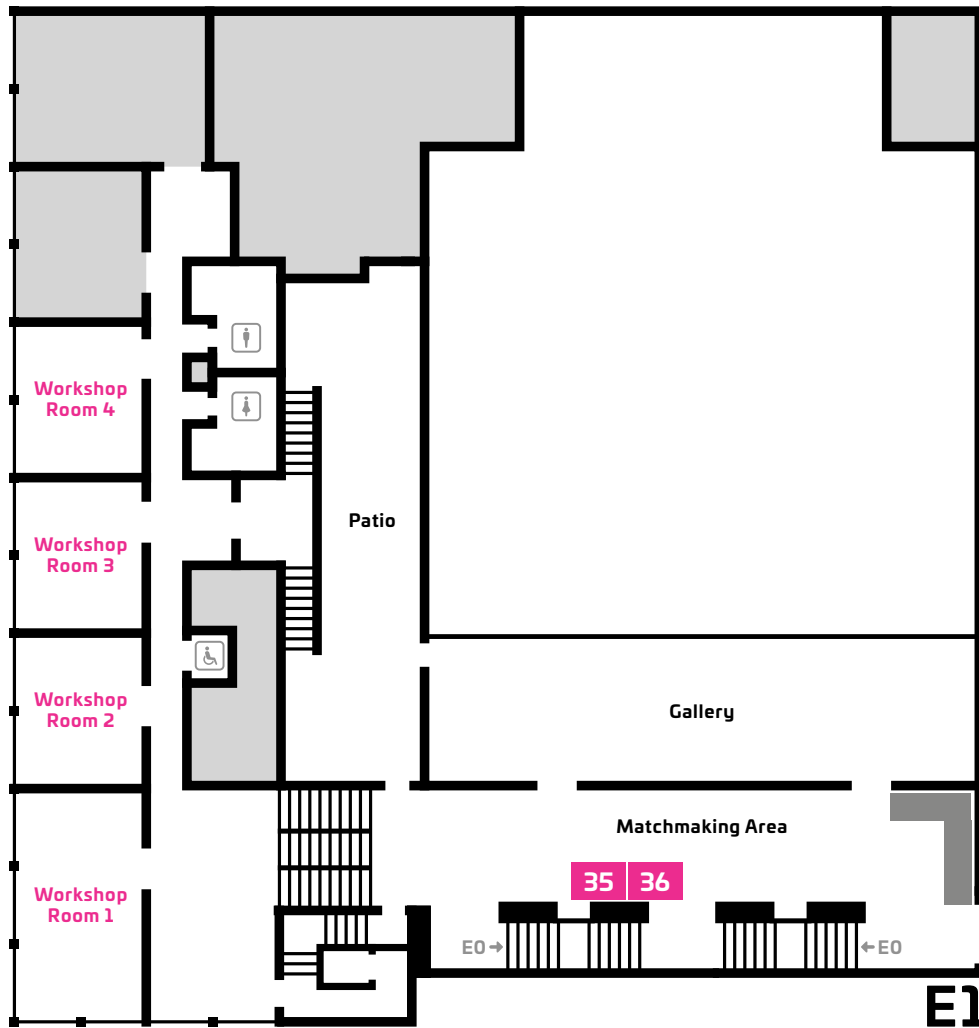 Workshop
Room 4
Patio
Workshop
Room 3
Workshop
Room 2
Gallery
Matchmaking Area
35 36
Workshop
Room 1
E0
E0
E1